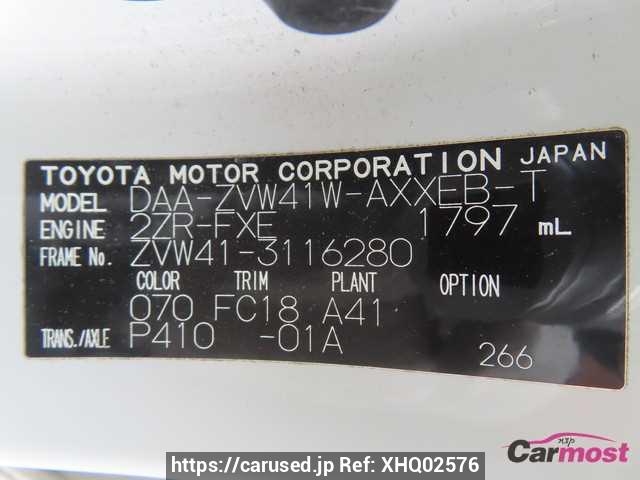 TOYOTA MOTOR CORPORATION JAPAN
MODEL DAA-ZVW41W-AXXEB-T
ENGINE 2ZR-FXE 1797 mL
FRAME No. ZVW41-3116280
COLOR TRIM PLANT OPTION
070 FC18 A41
TRANS./AXLE P410 -01A
266
nxp
Carmost
https://carused.jp Ref: XHQ02576